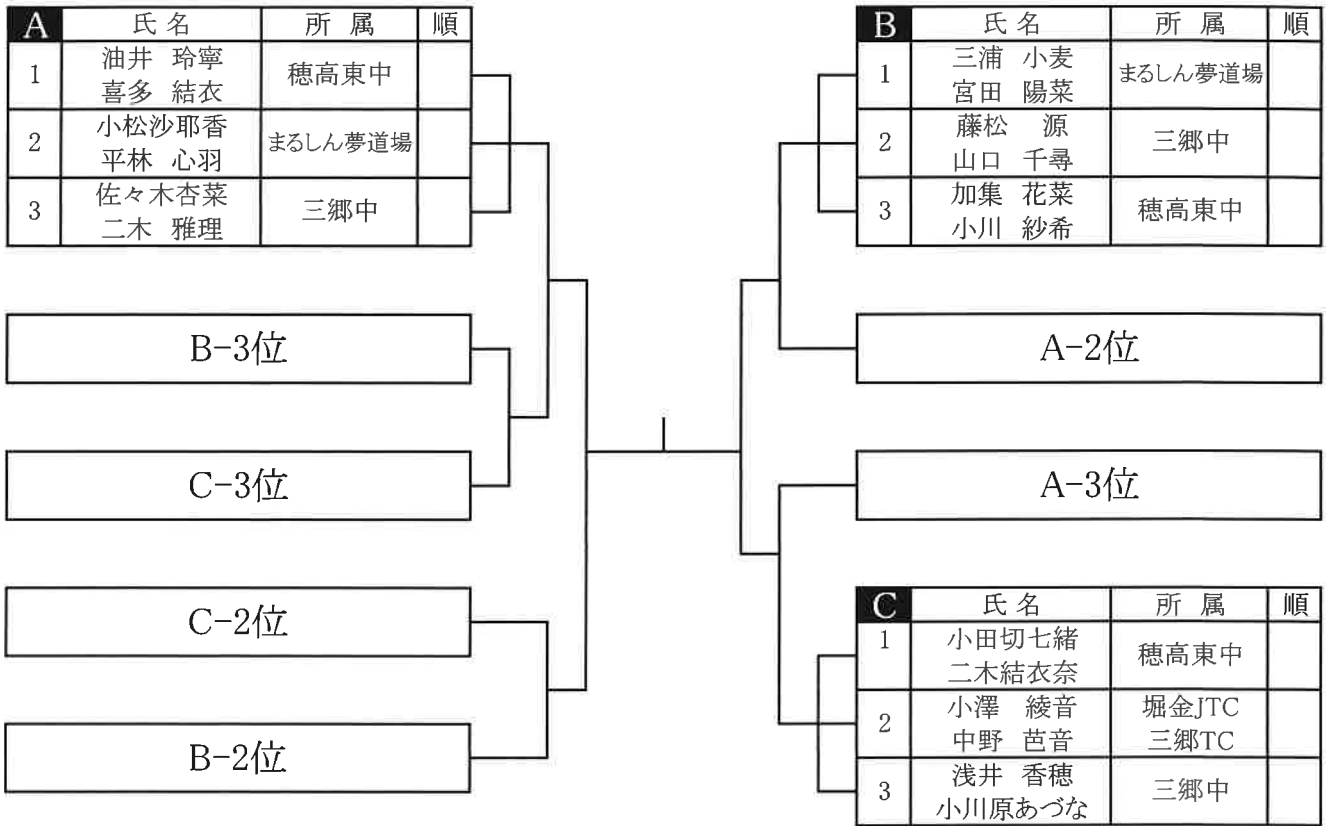 A 氏 名 所 属 順
1 油井 玲寧 穂高東中
喜多 結衣
2 小松沙耶香 まるしん夢道場
平林 心羽
3 佐々木杏菜 三郷中
二木 雅理
B-3位
C-3位
C-2位
B-2位
B 氏 名 所 属 順
1 三浦 小麦 まるしん夢道場
宮田 陽菜
2 藤松 源 三郷中
山口 千尋
3 加集 花菜 穂高東中
小川 紗希
A-2位
A-3位
C 氏 名 所 属 順
1 小田切七緒 穂高東中
二木結衣奈
2 小澤 綾音 堀金JTC
中野 芭音 三郷TC
3 浅井 香穂 三郷中
小川原あづな